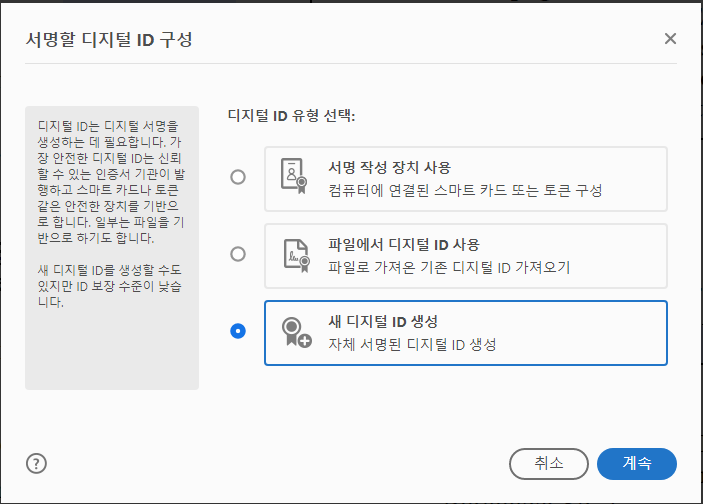 서명할 디지털 ID 구성
디지털 ID는 디지털 서명을
생성하는 데 필요합니다. 가
장 안전한 디지털 ID는 신뢰
할 수 있는 인증서 기관이 발
행하고 스마트 카드나 토큰
같은 안전한 장치를 기반으
로 합니다. 일부는 파일을 기
반으로 하기도 합니다.
새 디지털 ID를 생성할 수도
있지만 ID 보장 수준이 낮습
니다.
디지털 ID 유형 선택:
서명 작성 장치 사용
컴퓨터에 연결된 스마트 카드 또는 토큰 구성
파일에서 디지털 ID 사용
파일로 가져온 기존 디지털 ID 가져오기
새 디지털 ID 생성
자체 서명된 디지털 ID 생성
?
취소
계속